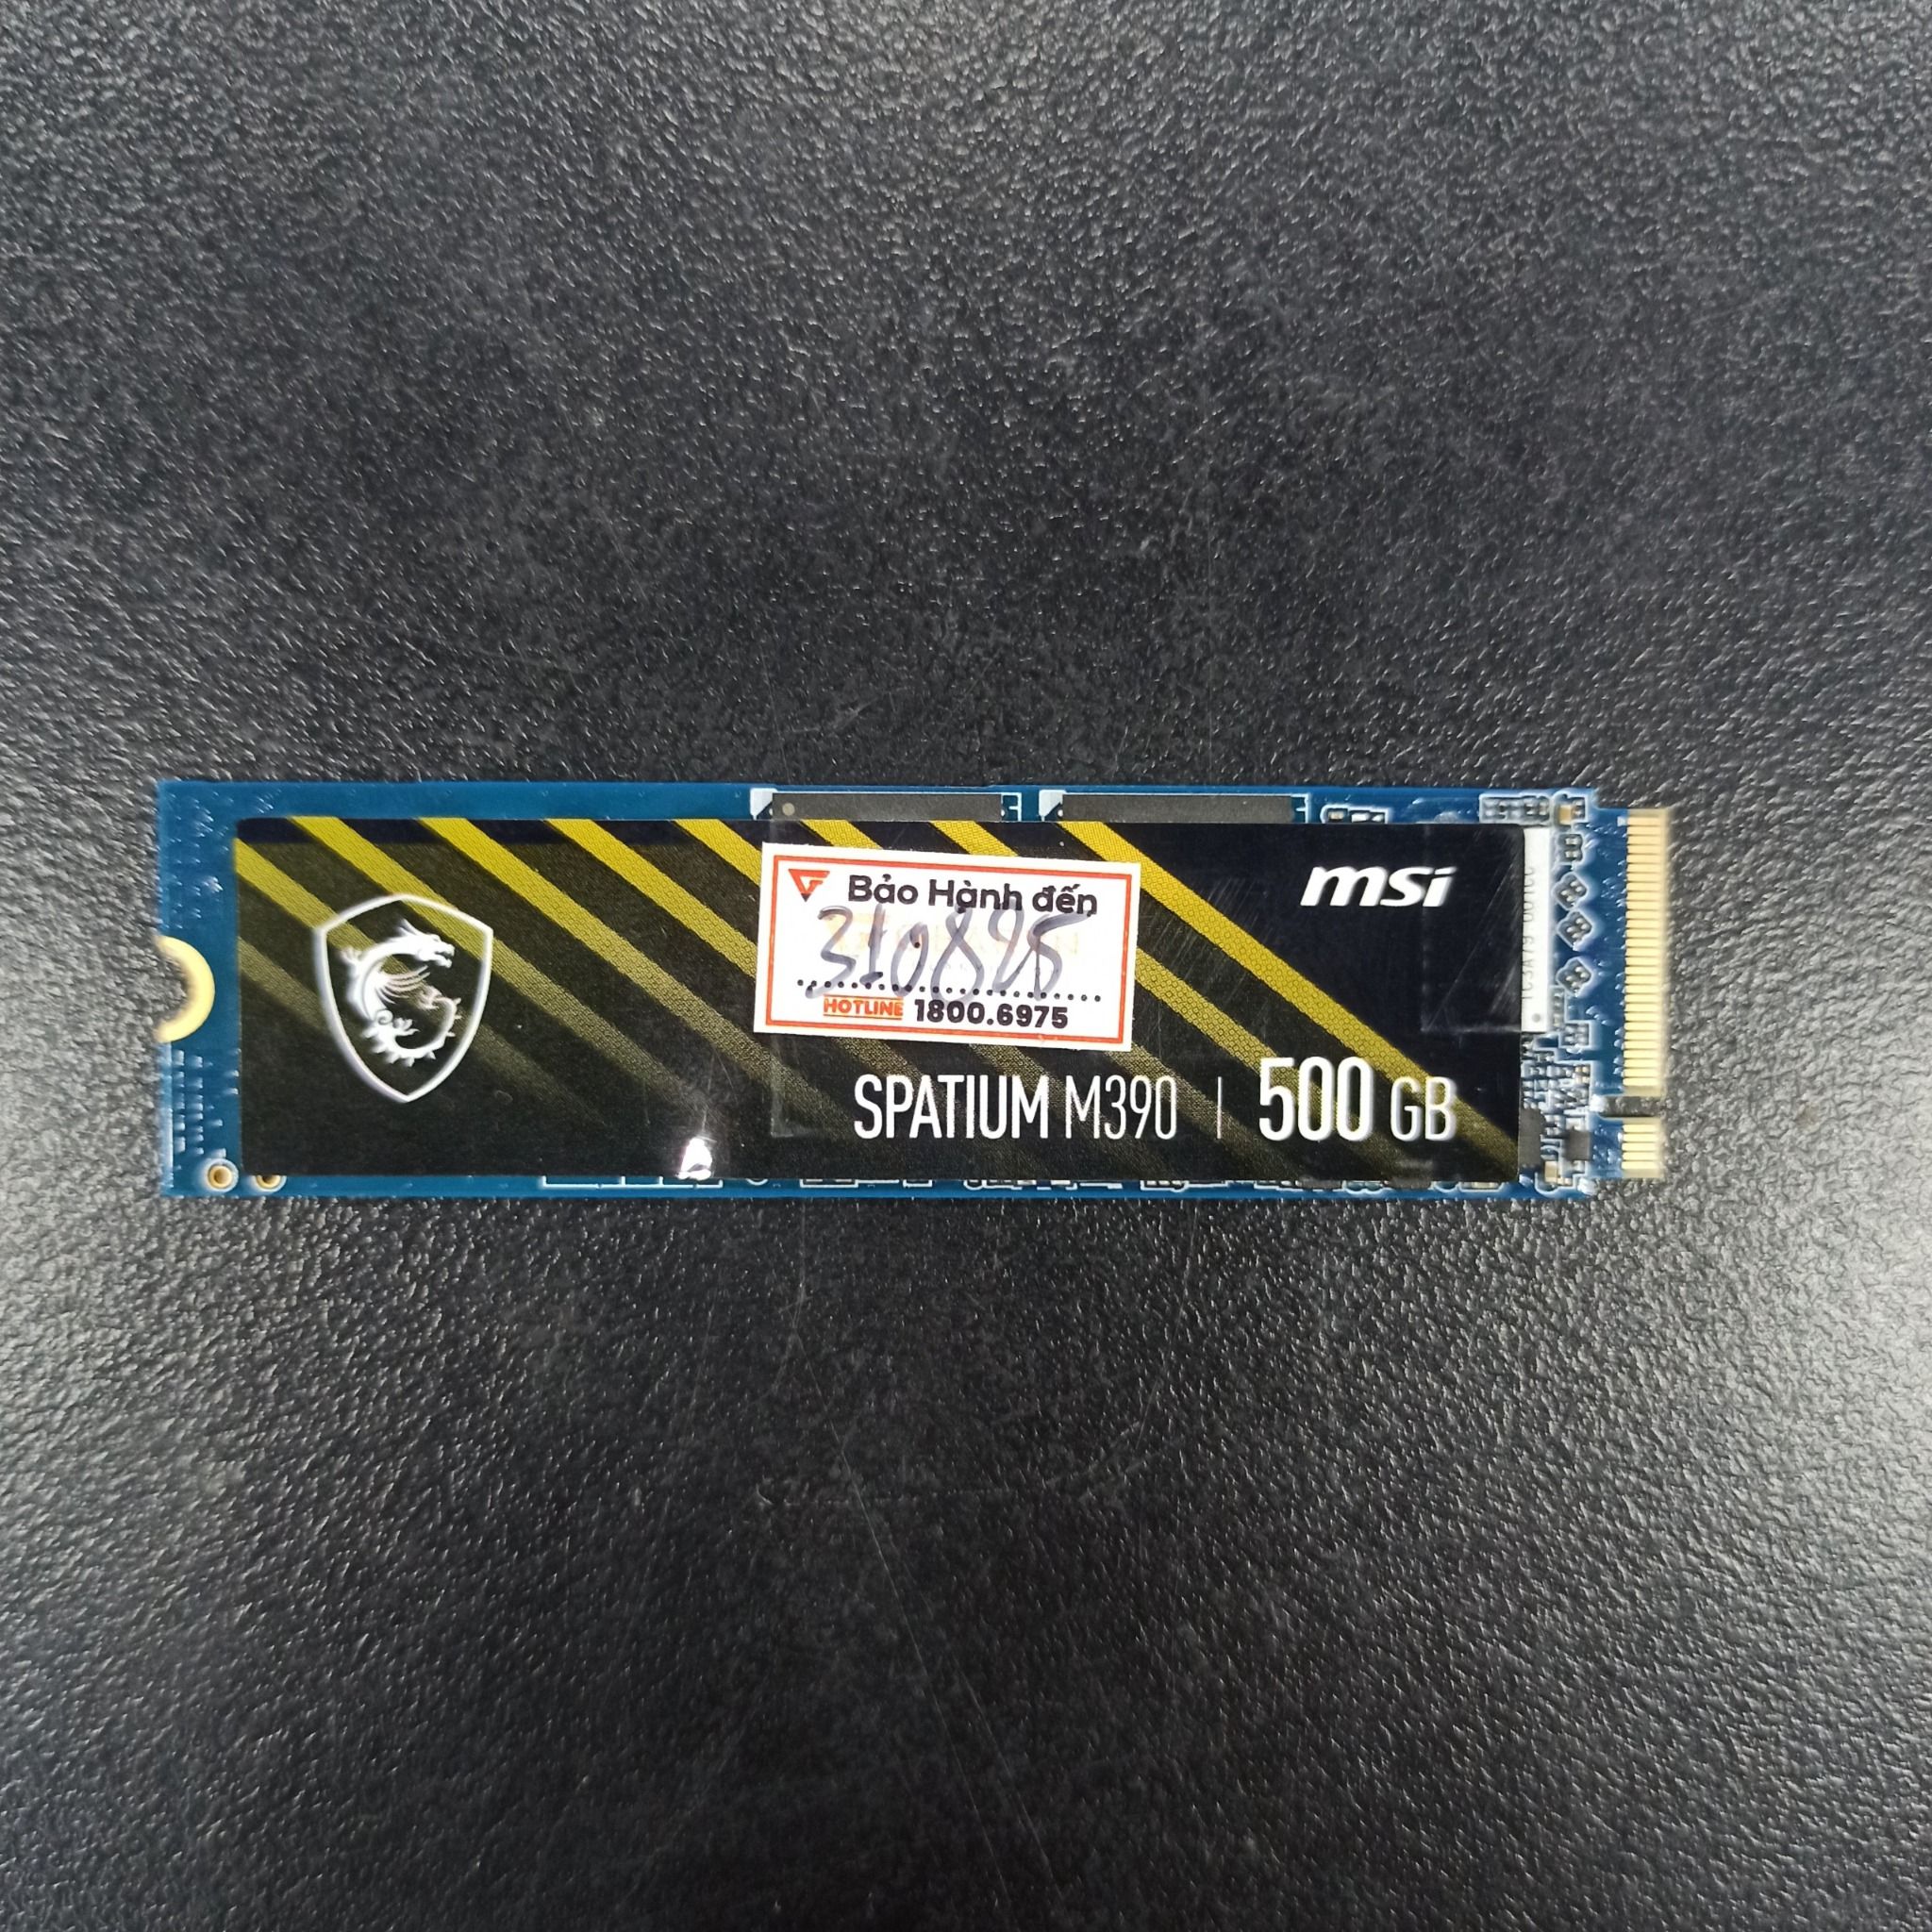 msi
Bảo Hành đến
310825
HOTLINE 1800.6975
SPATIUM M390 | 500 GB